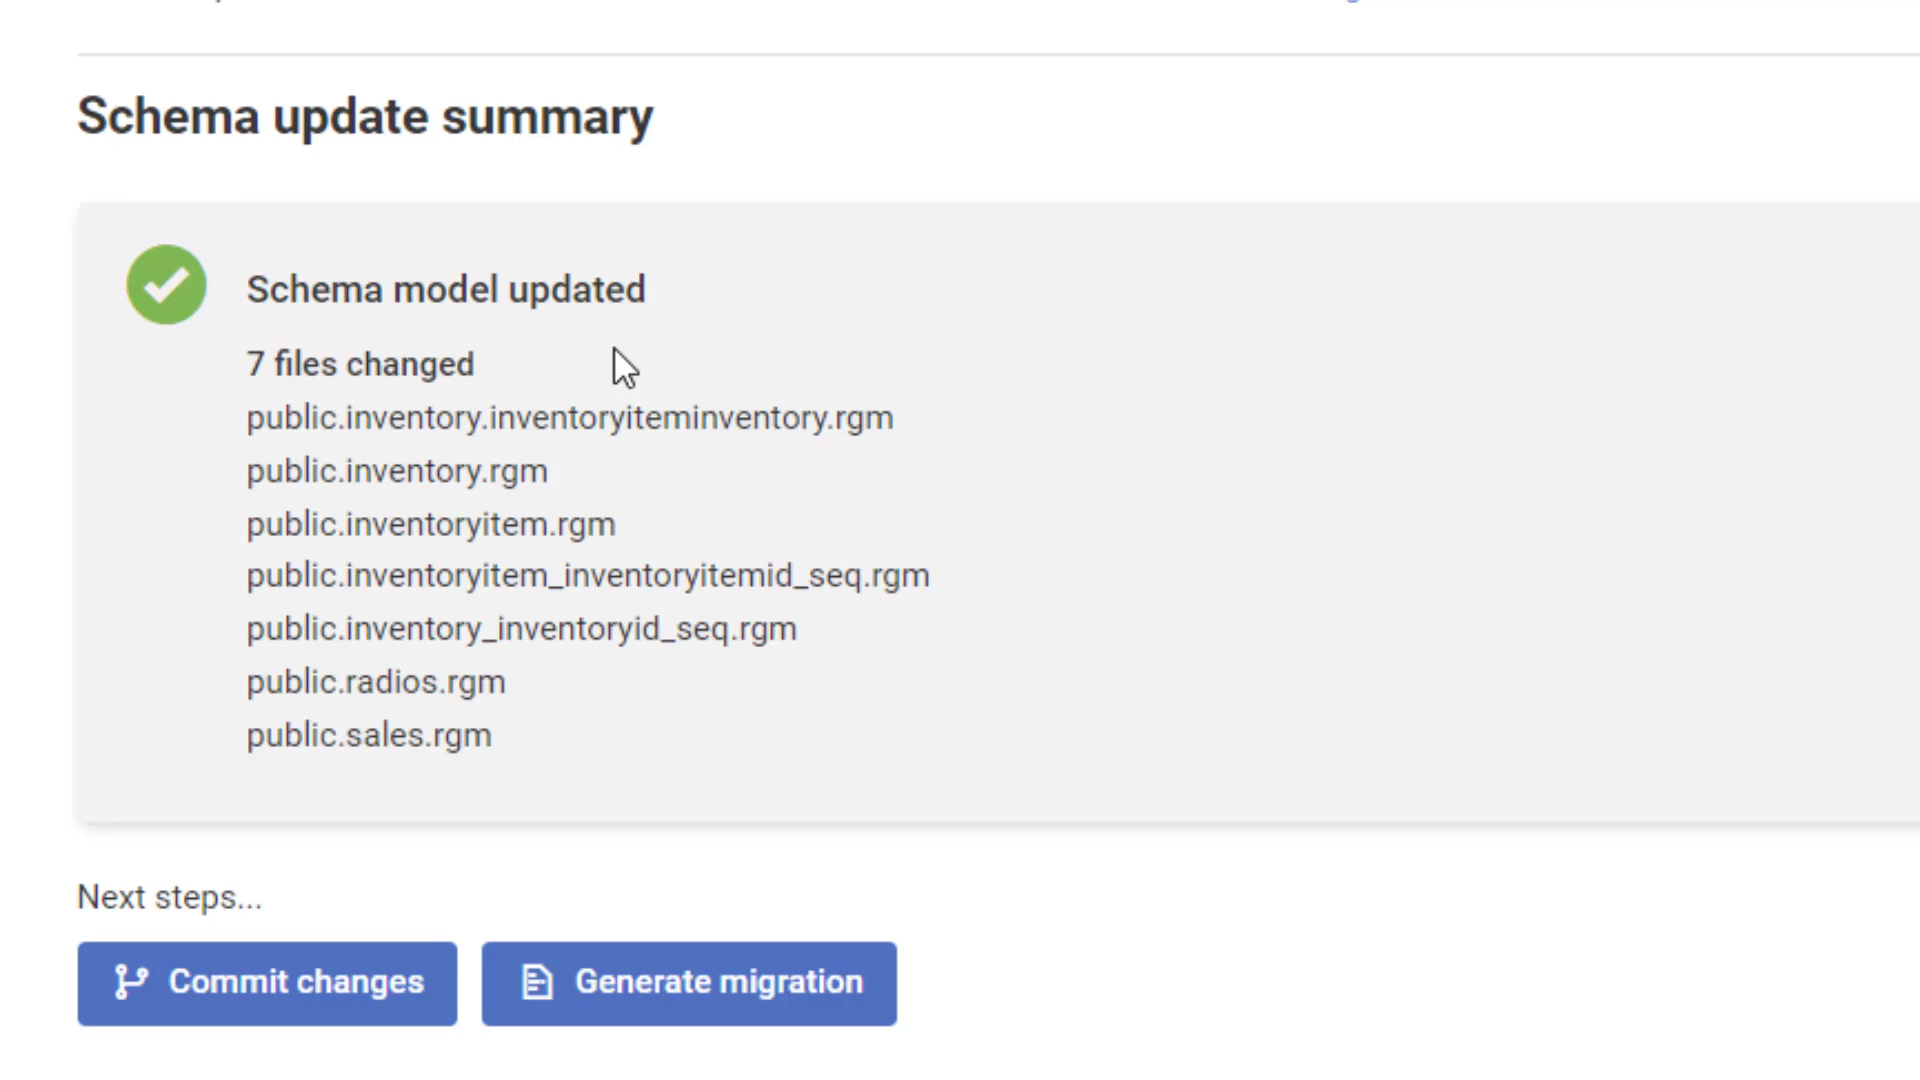 Schema update summary
Schema model updated
7 files changed
public.inventory.inventoryiteminventory.rgm
public.inventory.rgm
public.inventoryitem.rgm
public.inventoryitem_inventoryitemid_seq.rgm
public.inventory_inventoryid_seq.rgm
public.radios.rgm
public.sales.rgm
Next steps...
Commit changes
Generate migration